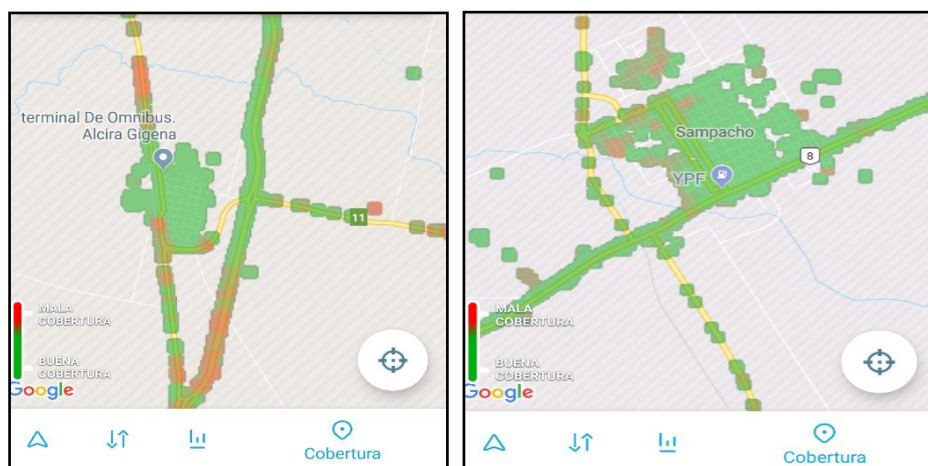 terminal De Omnibus.
Alcira Gigena
11
MALA
COBERTURA
BUENA
COBERTURA
Google
Cobertura
Sampacho
8
YPF
MALA
COBERTURA
BUENA
COBERTURA
Google
Cobertura